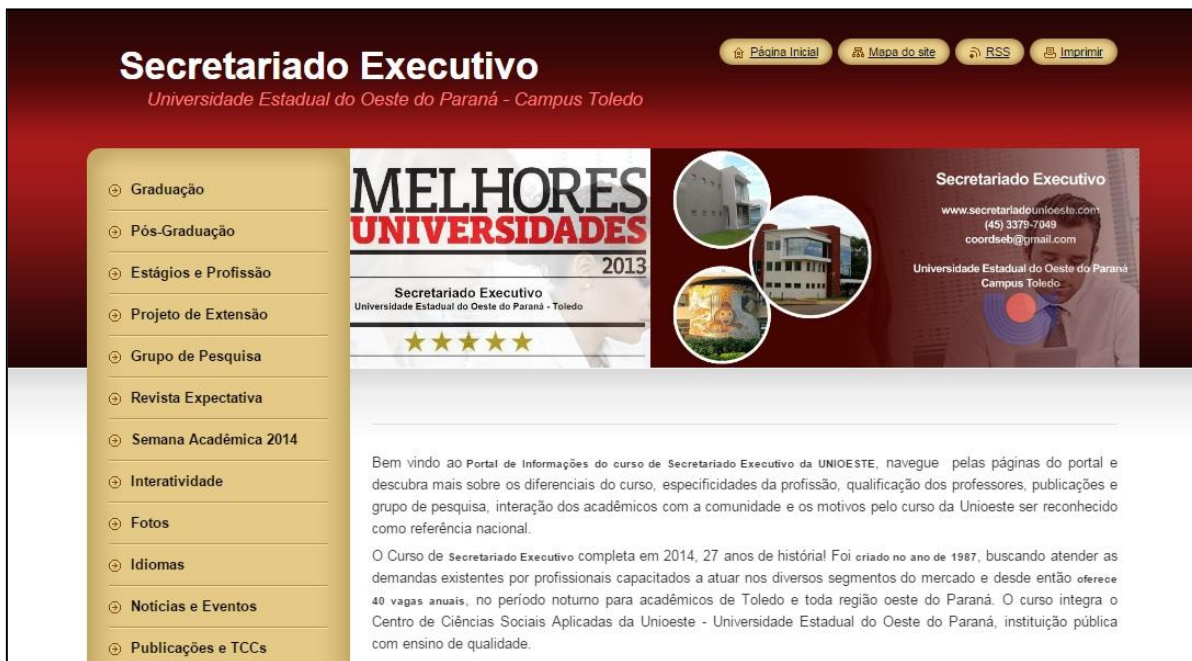 Secretariado Executivo
Universidade Estadual do Oeste do Paraná - Campus Toledo
Página Inicial
Mapa do site
RSS
Imprimir
Graduação
Pós-Graduação
Estágios e Profissão
Projeto de Extensão
Grupo de Pesquisa
Revista Expectativa
Semana Acadêmica 2014
Interatividade
Fotos
Idiomas
Notícias e Eventos
Publicações e TCCs
MELHORES
UNIVERSIDADES
2013
Secretariado Executivo
Universidade Estadual do Oeste do Paraná - Toledo
Secretariado Executivo
www.secretariadounioeste.com
(45) 3379-7049
coordseb@gmail.com
Universidade Estadual do Oeste do Paraná
Campus Toledo
Bem vindo ao Portal de Informações do curso de Secretariado Executivo da UNIOESTE, navegue pelas páginas do portal e
descubra mais sobre os diferenciais do curso, especificidades da profissão, qualificação dos professores, publicações e
grupo de pesquisa, interação dos acadêmicos com a comunidade e os motivos pelo curso da Unioeste ser reconhecido
como referência nacional.
O Curso de Secretariado Executivo completa em 2014, 27 anos de história! Foi criado no ano de 1987, buscando atender as
demandas existentes por profissionais capacitados a atuar nos diversos segmentos do mercado e desde então oferece
40 vagas anuais, no período noturno para acadêmicos de Toledo e toda região oeste do Paraná. O curso integra o
Centro de Ciências Sociais Aplicadas da Unioeste - Universidade Estadual do Oeste do Paraná, instituição pública
com ensino de qualidade.